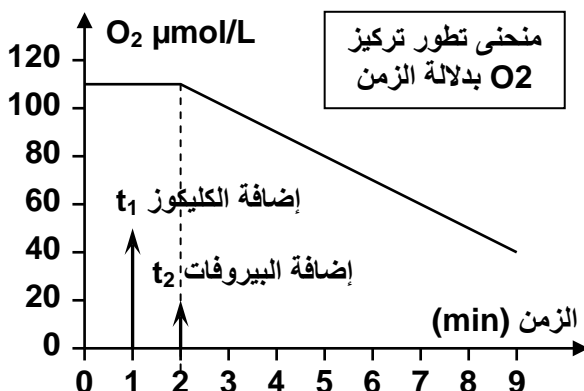 O₂ µmol/L
منحنى تطور تركيز
O2 بدلالة الزمن
120
100
80
60
40
20
0
إضافة الكليكوز t₁
إضافة البيروفات t₂
الزمن (min)
0 1 2 3 4 5 6 7 8 9